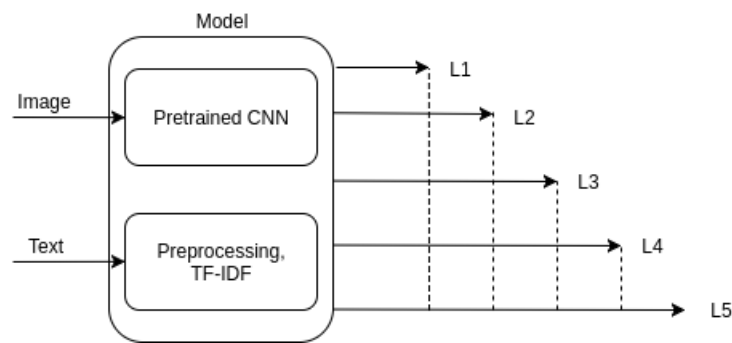 Model
L1
Image
Pretrained CNN
L2
L3
Text
Preprocessing,
TF-IDF
L4
L5